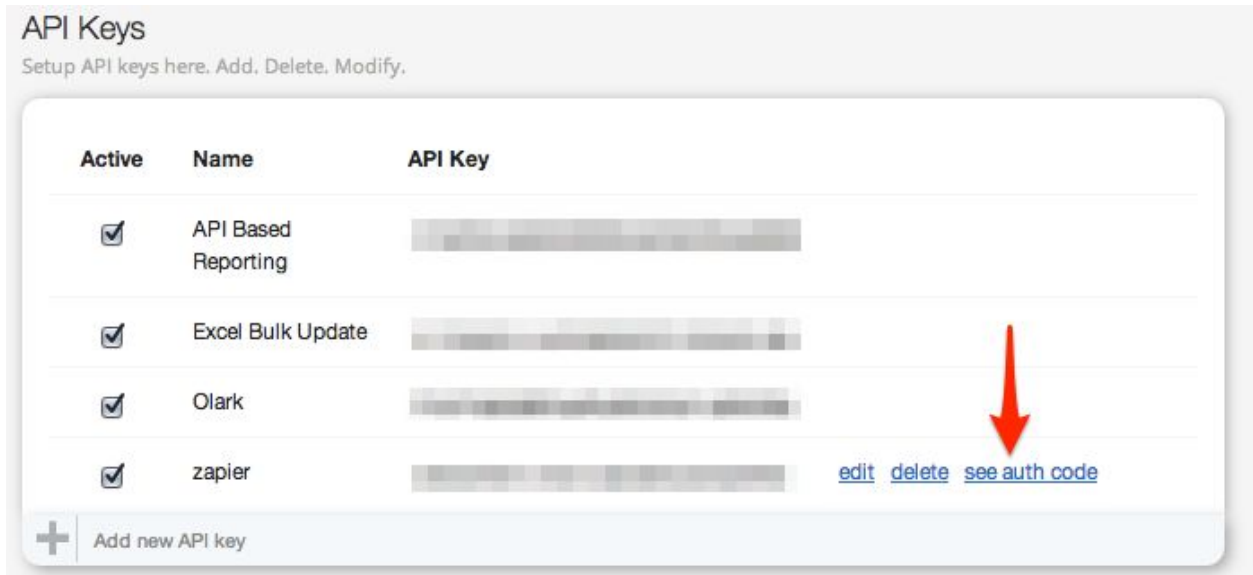 API Keys
Setup API keys here. Add. Delete. Modify.
Active Name API Key
API Based
Reporting
Excel Bulk Update
Olark
zapier edit delete see auth code
Add new API key